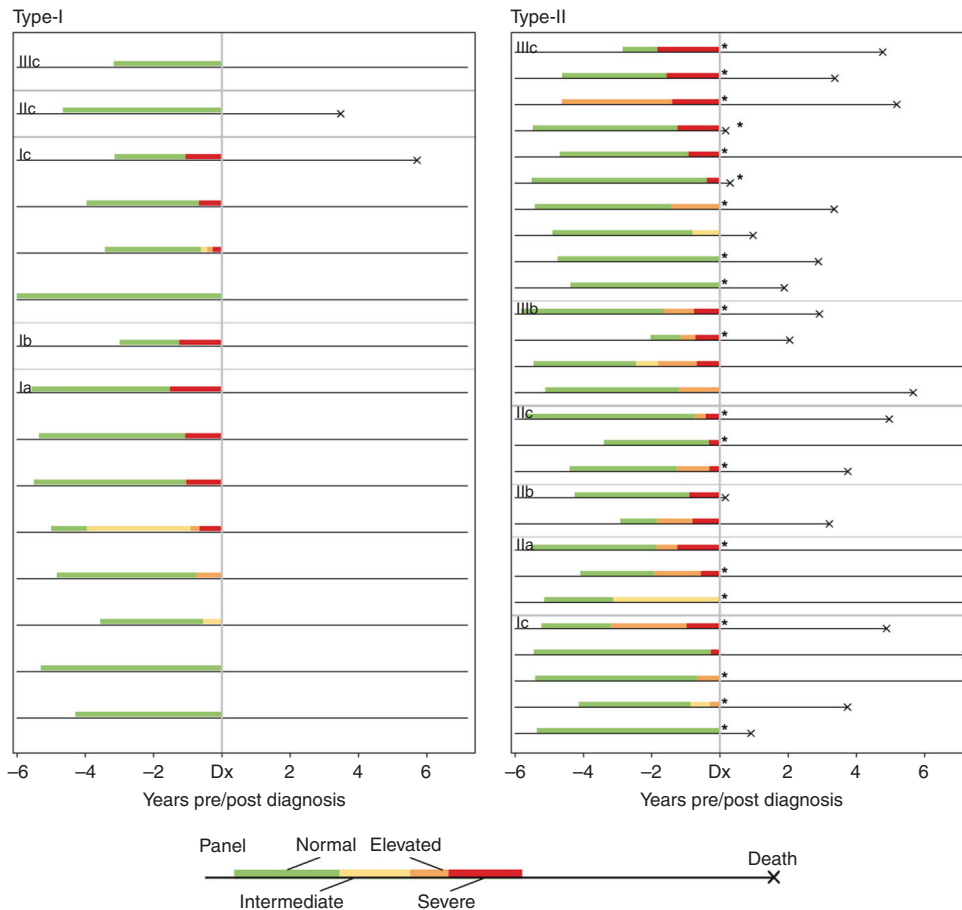 Type-I
IIIc
IIc
Ic
Ib
Ia
−6 −4 −2 Dx 2 4 6
Years pre/post diagnosis
Type-II
IIIc *
*
*
*
*
*
*
*
*
IIIb *
*
IIc *
*
*
IIb *
IIa *
*
*
Ic *
*
*
*
−6 −4 −2 Dx 2 4 6
Years pre/post diagnosis
Panel Normal Elevated Death
Intermediate Severe